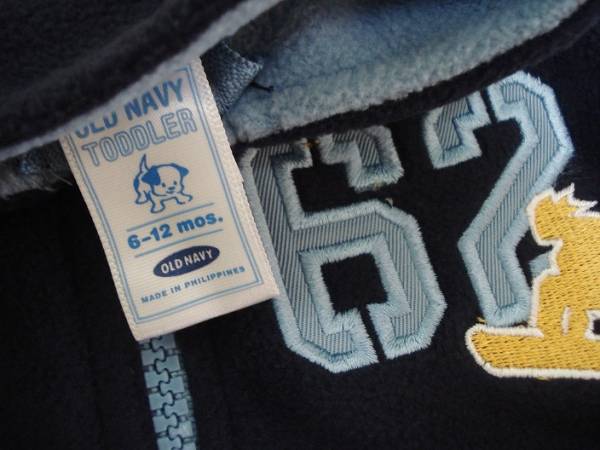 OLD NAVY
TODDLER
6-12 mos.
OLD NAVY
MADE IN PHILIPPINES
62